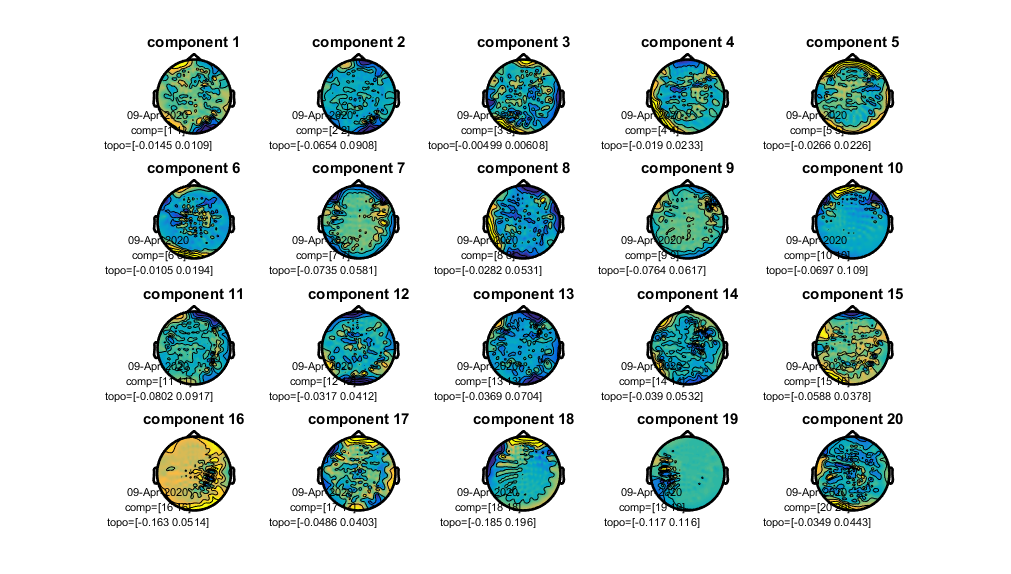 component 1
component 2
component 3
component 4
component 5
09-Apr-2020
09-Apr-2020
09-Apr-2020
09-Apr-2020
09-Apr-2020
comp=[1 1]
comp=[2 2]
comp=[3 3]
comp=[4 4]
comp=[5 5]
topo=[-0.0145 0.0109]
topo=[-0.0654 0.0908]
topo=[-0.00499 0.00608]
topo=[-0.019 0.0233]
topo=[-0.0266 0.0226]
component 6
component 7
component 8
component 9
component 10
09-Apr-2020
09-Apr-2020
09-Apr-2020
09-Apr-2020
09-Apr-2020
comp=[6 6]
comp=[7 7]
comp=[8 8]
comp=[9 9]
comp=[10 10]
topo=[-0.0105 0.0194]
topo=[-0.0735 0.0581]
topo=[-0.0282 0.0531]
topo=[-0.0764 0.0617]
topo=[-0.0697 0.109]
component 11
component 12
component 13
component 14
component 15
09-Apr-2020
09-Apr-2020
09-Apr-2020
09-Apr-2020
09-Apr-2020
comp=[11 11]
comp=[12 12]
comp=[13 13]
comp=[14 14]
comp=[15 15]
topo=[-0.0802 0.0917]
topo=[-0.0317 0.0412]
topo=[-0.0369 0.0704]
topo=[-0.039 0.0532]
topo=[-0.0588 0.0378]
component 16
component 17
component 18
component 19
component 20
09-Apr-2020
09-Apr-2020
09-Apr-2020
09-Apr-2020
09-Apr-2020
comp=[16 16]
comp=[17 17]
comp=[18 18]
comp=[19 19]
comp=[20 20]
topo=[-0.163 0.0514]
topo=[-0.0486 0.0403]
topo=[-0.185 0.196]
topo=[-0.117 0.116]
topo=[-0.0349 0.0443]